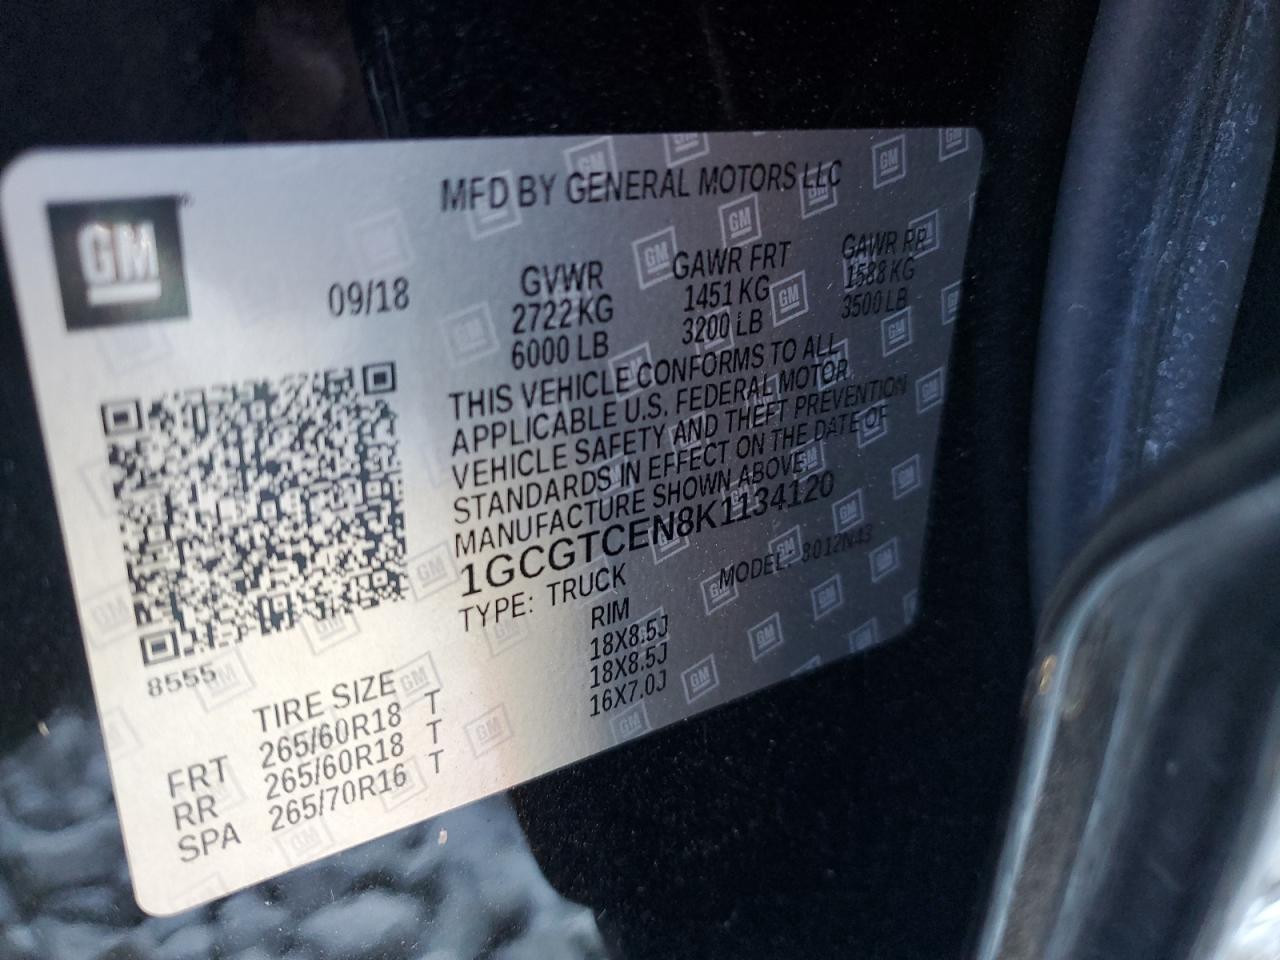 GM
MFD BY GENERAL MOTORS LLC
09/18 GVWR GAWR FRT GAWR RR
2722 KG 1451 KG 1588 KG
6000 LB 3200 LB 3500 LB
THIS VEHICLE CONFORMS TO ALL
APPLICABLE U.S. FEDERAL MOTOR
VEHICLE SAFETY AND THEFT PREVENTION
STANDARDS IN EFFECT ON THE DATE OF
MANUFACTURE SHOWN ABOVE.
1GCGTCEN8K1134120
TYPE: TRUCK MODEL: 8012N43
8555
TIRE SIZE RIM
FRT 265/60R18 T 18X8.5J
RR 265/60R18 T 18X8.5J
SPA 265/70R16 T 16X7.0J